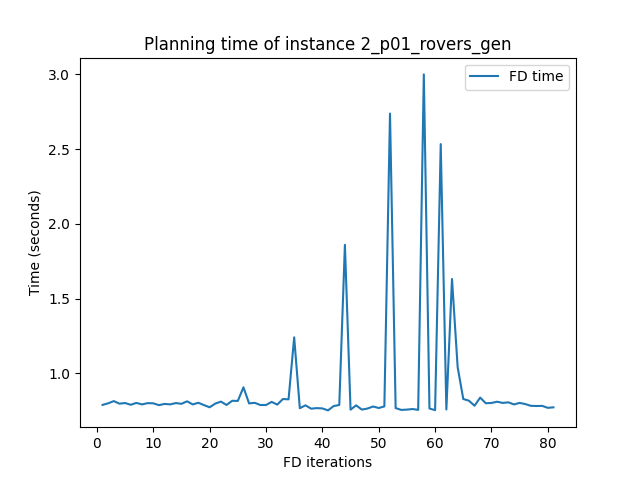 Planning time of instance 2_p01_rovers_gen
FD time
3.0
2.5
2.0
1.5
1.0
Time (seconds)
0 10 20 30 40 50 60 70 80
FD iterations